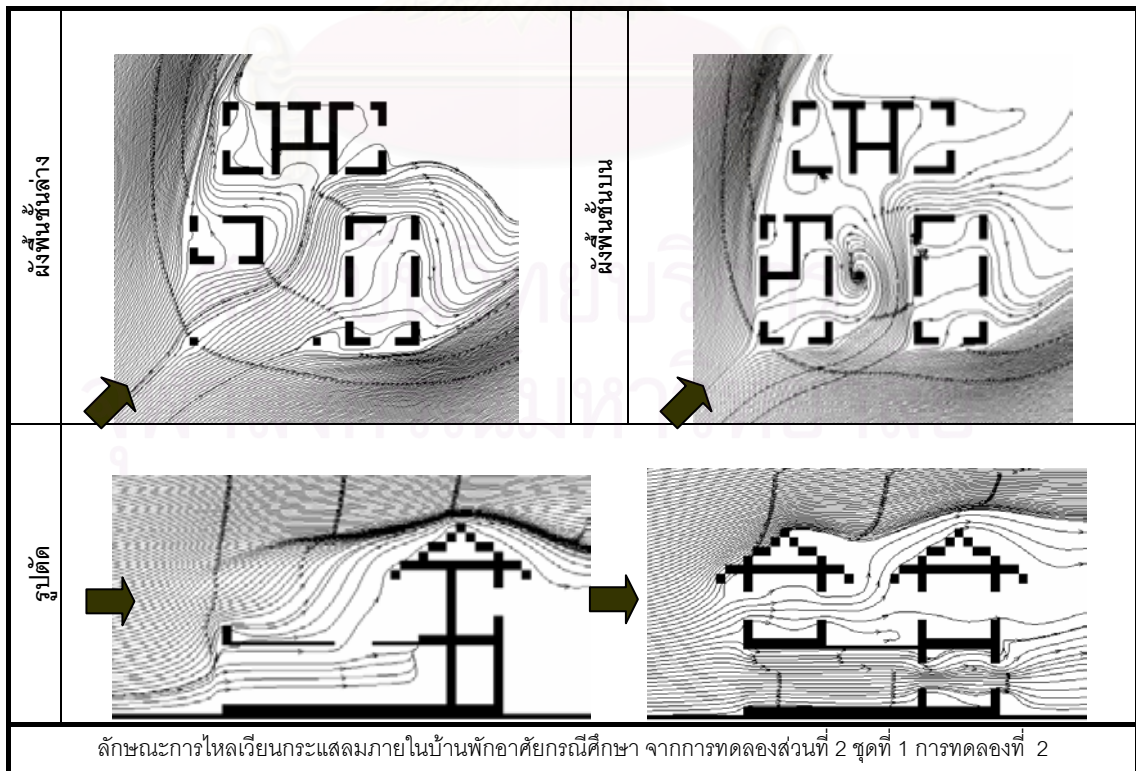 ผังพื้นชั้นล่าง
ผังพื้นชั้นบน
รูปตัด
ลักษณะการไหลเวียนกระแสลมภายในบ้านพักอาศัยกรณีศึกษา จากการทดลองส่วนที่ 2 ชุดที่ 1 การทดลองที่ 2